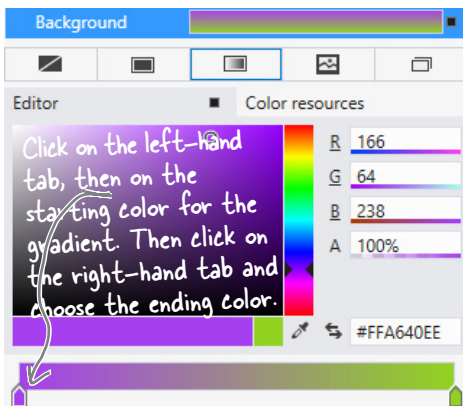 Background
Editor
Color resources
Click on the left-hand
tab, then on the
starting color for the
gradient. Then click on
the right-hand tab and
choose the ending color.
R 166
G 64
B 238
A 100%
#FFA640EE